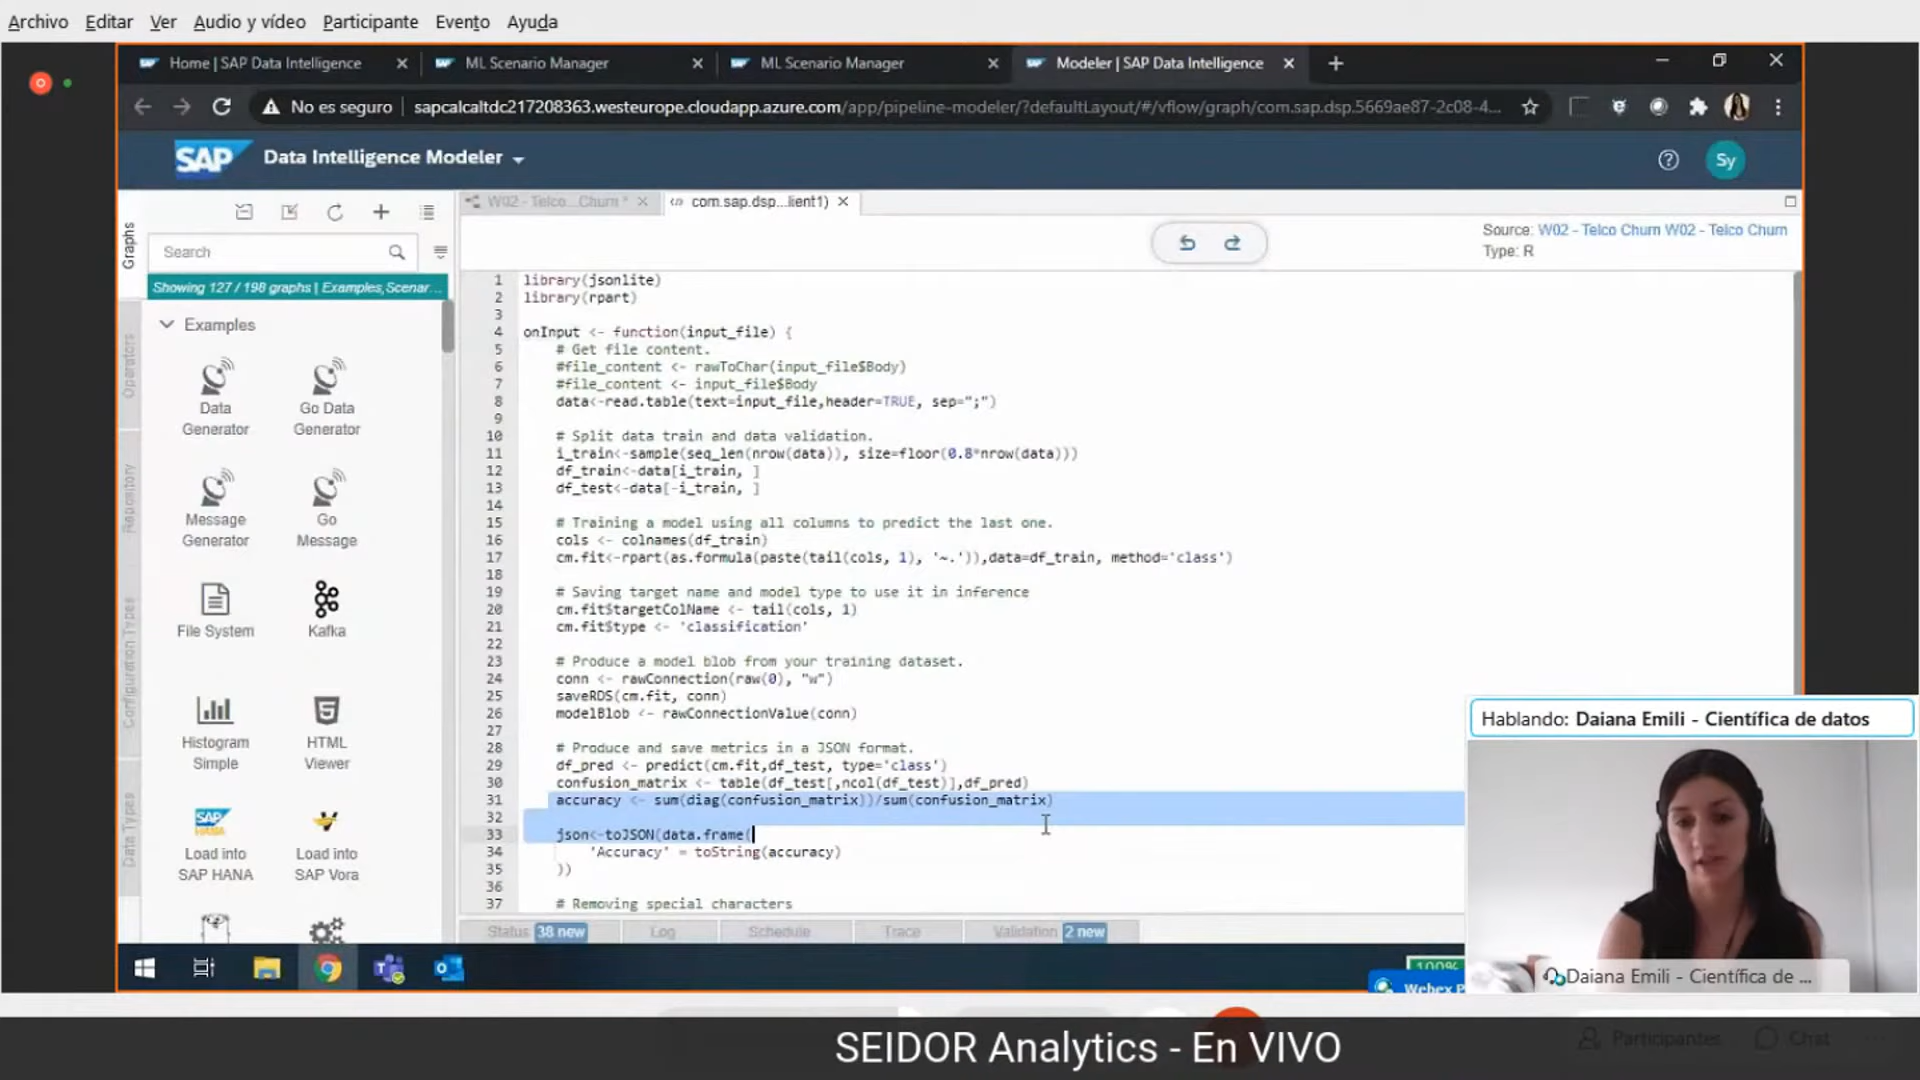 Archivo Editar Ver Audio y vídeo Participante Evento Ayuda
Home | SAP Data Intelligence
ML Scenario Manager
ML Scenario Manager
Modeler | SAP Data Intelligence
No es seguro
sapcalcaltdc217208363.westeurope.cloudapp.azure.com/app/pipeline-modeler/?defaultLayout/#/vflow/graph/com.sap.dsp.5669ae87-2c08-4...
SAP Data Intelligence Modeler
Sy
W02 - Telco...Churn *
com.sap.dsp...lient1)
Source: W02 - Telco Churn W02 - Telco Churn
Type: R
Graphs
Operators
Repository
Configuration Types
Data Types
Search
Showing 127 / 198 graphs | Examples,Scenar...
Examples
Data Generator
Go Data Generator
Message Generator
Go Message
File System
Kafka
Histogram Simple
HTML Viewer
SAP HANA
Load into SAP HANA
Load into SAP Vora
1 library(jsonlite)
2 library(rpart)
3
4 onInput <- function(input_file) {
5 # Get file content.
6 #file_content <- rawToChar(input_file$Body)
7 #file_content <- input_file$Body
8 data<-read.table(text=input_file,header=TRUE, sep=";")
9
10 # Split data train and data validation.
11 i_train<-sample(seq_len(nrow(data)), size=floor(0.8*nrow(data)))
12 df_train<-data[i_train, ]
13 df_test<-data[-i_train, ]
14
15 # Training a model using all columns to predict the last one.
16 cols <- colnames(df_train)
17 cm.fit<-rpart(as.formula(paste(tail(cols, 1), '~.')),data=df_train, method='class')
18
19 # Saving target name and model type to use it in inference
20 cm.fit$targetColName <- tail(cols, 1)
21 cm.fit$type <- 'classification'
22
23 # Produce a model blob from your training dataset.
24 conn <- rawConnection(raw(0), "w")
25 saveRDS(cm.fit, conn)
26 modelBlob <- rawConnectionValue(conn)
27
28 # Produce and save metrics in a JSON format.
29 df_pred <- predict(cm.fit,df_test, type='class')
30 confusion_matrix <- table(df_test[,ncol(df_test)],df_pred)
31 accuracy <- sum(diag(confusion_matrix))/sum(confusion_matrix)
32
33 json<-toJSON(data.frame(
34 'Accuracy' = toString(accuracy)
35 ))
36
37 # Removing special characters
Status 38 new
Log
Schedule
Trace
Validation 2 new
Hablando: Daiana Emili - Científica de datos
Daiana Emili - Científica de ...
100%
Webex P
SEIDOR Analytics - En VIVO
Participantes
Chat